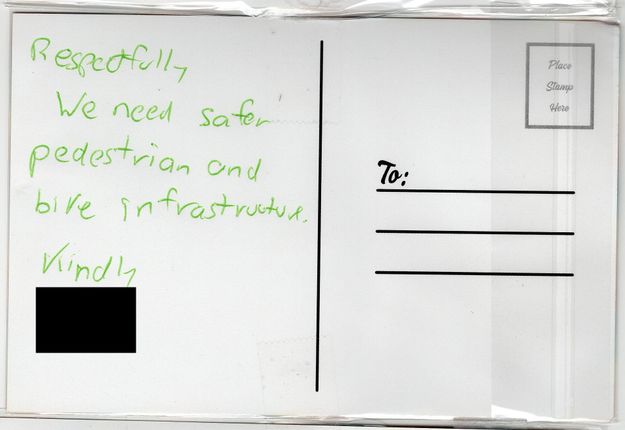 Respectfully
We need safer
pedestrian and
bike infrastructure.
Kindly
Place
Stamp
Here
To: